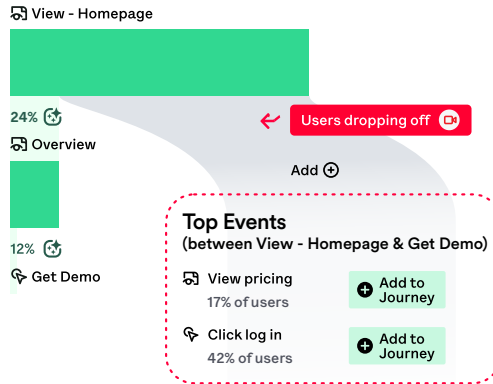 View - Homepage
24%
Users dropping off
Overview
Add
12%
Get Demo
Top Events
(between View - Homepage & Get Demo)
View pricing
17% of users
Add to
Journey
Click log in
42% of users
Add to
Journey